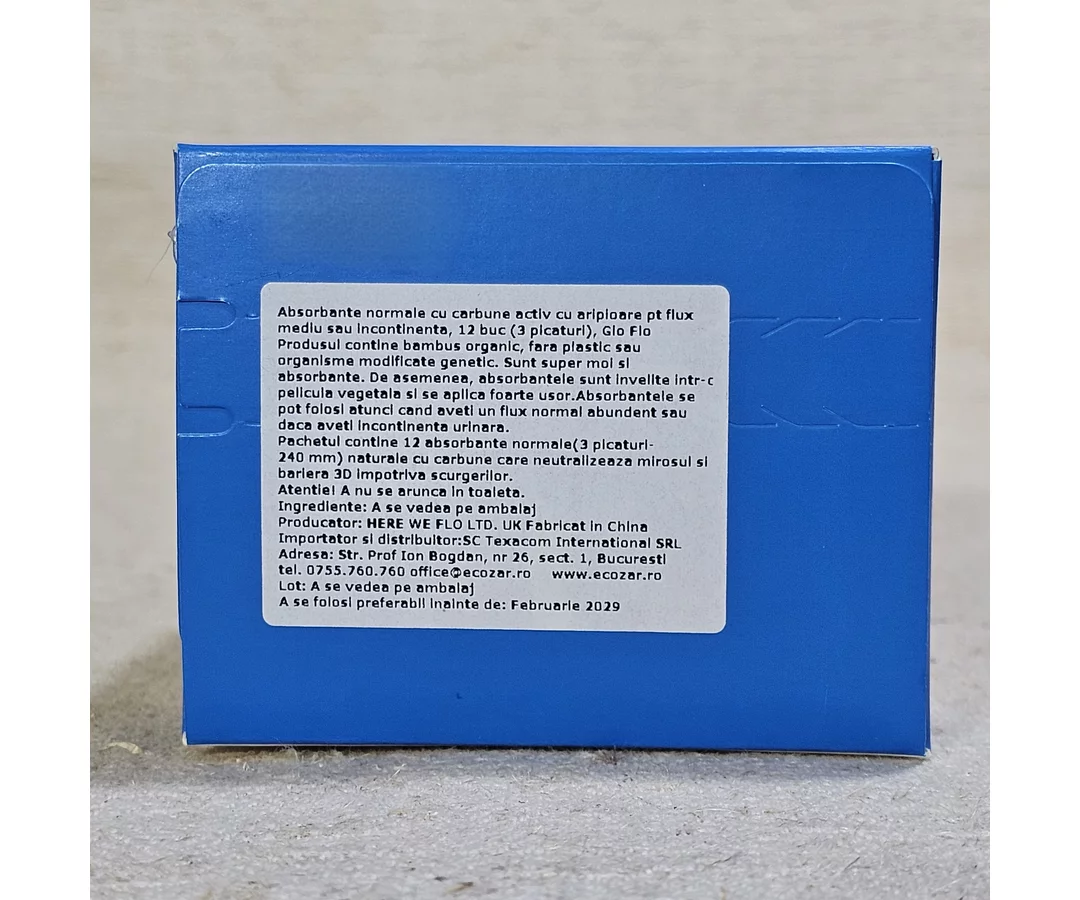 Absorbante normale cu carbune activ cu aripioare pt flux
mediu sau incontinenta, 12 buc (3 picaturi), Glo Flo
Produsul contine bambus organic, fara plastic sau
organisme modificate genetic. Sunt super moi si
absorbante. De asemenea, absorbantele sunt invelite intr-o
pelicula vegetala si se aplica foarte usor.Absorbantele se
pot folosi atunci cand aveti un flux normal abundent sau
daca aveti incontinenta urinara.
Pachetul contine 12 absorbante normale(3 picaturi-
240 mm) naturale cu carbune care neutralizeaza mirosul si
bariera 3D impotriva scurgerilor.
Atentie! A nu se arunca in toaleta.
Ingrediente: A se vedea pe ambalaj
Producator: HERE WE FLO LTD. UK Fabricat in China
Importator si distribuitor:SC Texacom International SRL
Adresa: Str. Prof Ion Bogdan, nr 26, sect. 1, Bucuresti
tel. 0755.760.760 office@ecozar.ro www.ecozar.ro
Lot: A se vedea pe ambalaj
A se folosi preferabil inainte de: Februarie 2029